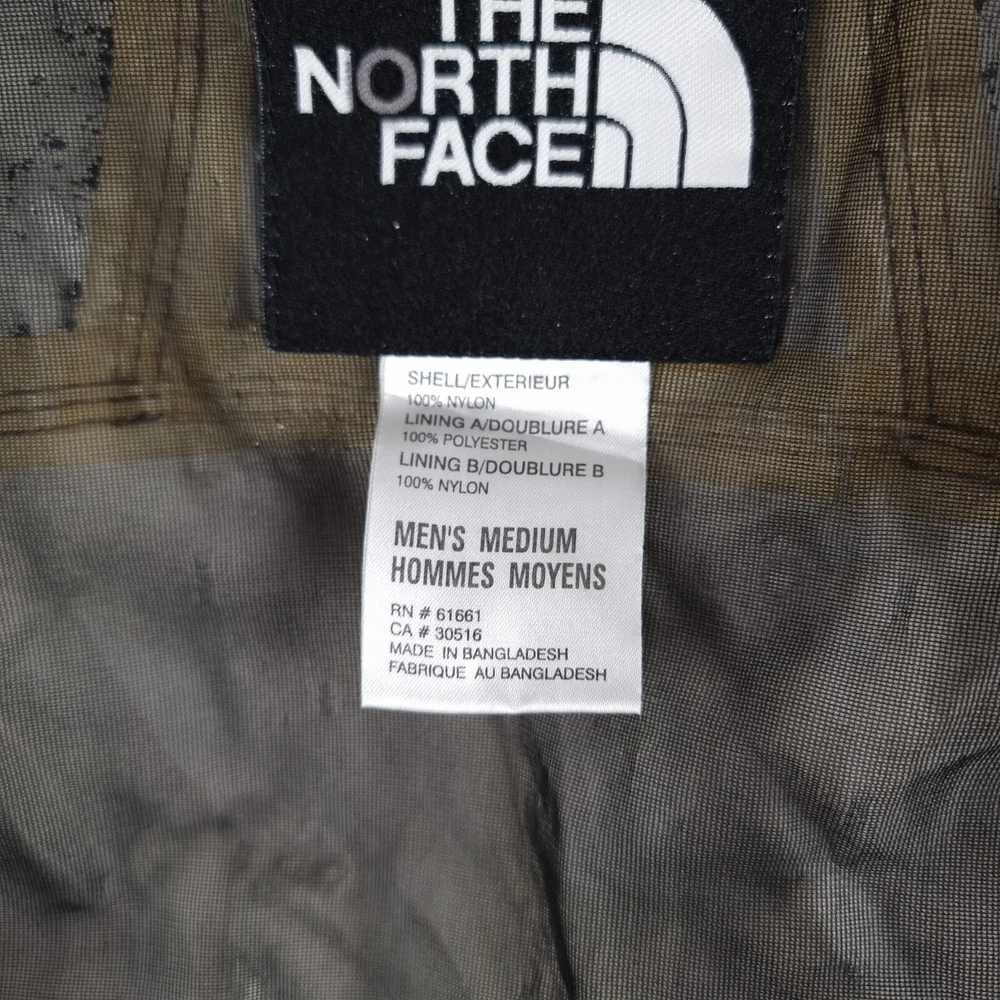 THE
NORTH
FACE
SHELL/EXTERIEUR
100% NYLON
LINING A/DOUBLURE A
100% POLYESTER
LINING B/DOUBLURE B
100% NYLON
MEN'S MEDIUM
HOMMES MOYENS
RN # 61661
CA # 30516
MADE IN BANGLADESH
FABRIQUE AU BANGLADESH